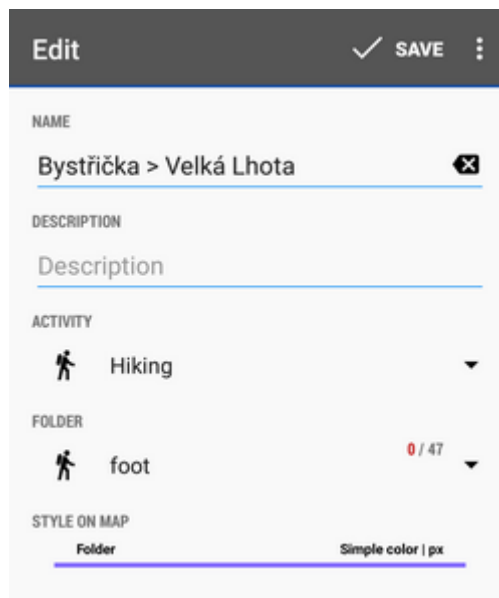 Edit SAVE
NAME
Bystřička > Velká Lhota
DESCRIPTION
Description
ACTIVITY
Hiking
FOLDER
foot 0 / 47
STYLE ON MAP
Folder Simple color | px